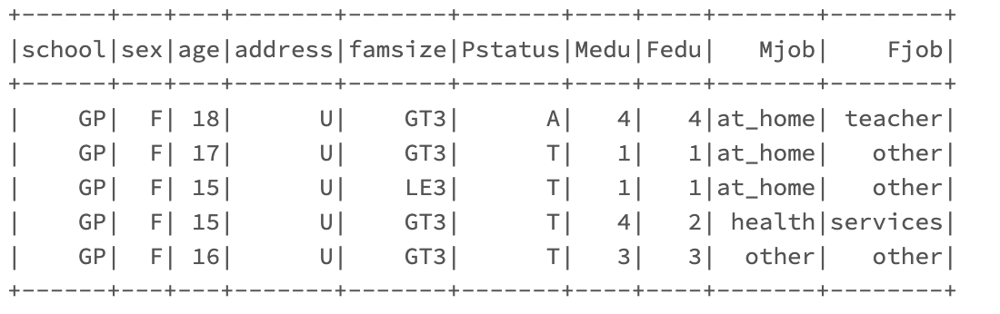 +------+---+---+-------+-------+-------+----+----+-------+--------+
|school|sex|age|address|famsize|Pstatus|Medu|Fedu|   Mjob|    Fjob|
+------+---+---+-------+-------+-------+----+----+-------+--------+
|    GP|  F| 18|      U|    GT3|      A|   4|   4|at_home| teacher|
|    GP|  F| 17|      U|    GT3|      T|   1|   1|at_home|   other|
|    GP|  F| 15|      U|    LE3|      T|   1|   1|at_home|   other|
|    GP|  F| 15|      U|    GT3|      T|   4|   2| health|services|
|    GP|  F| 16|      U|    GT3|      T|   3|   3|  other|   other|
+------+---+---+-------+-------+-------+----+----+-------+--------+